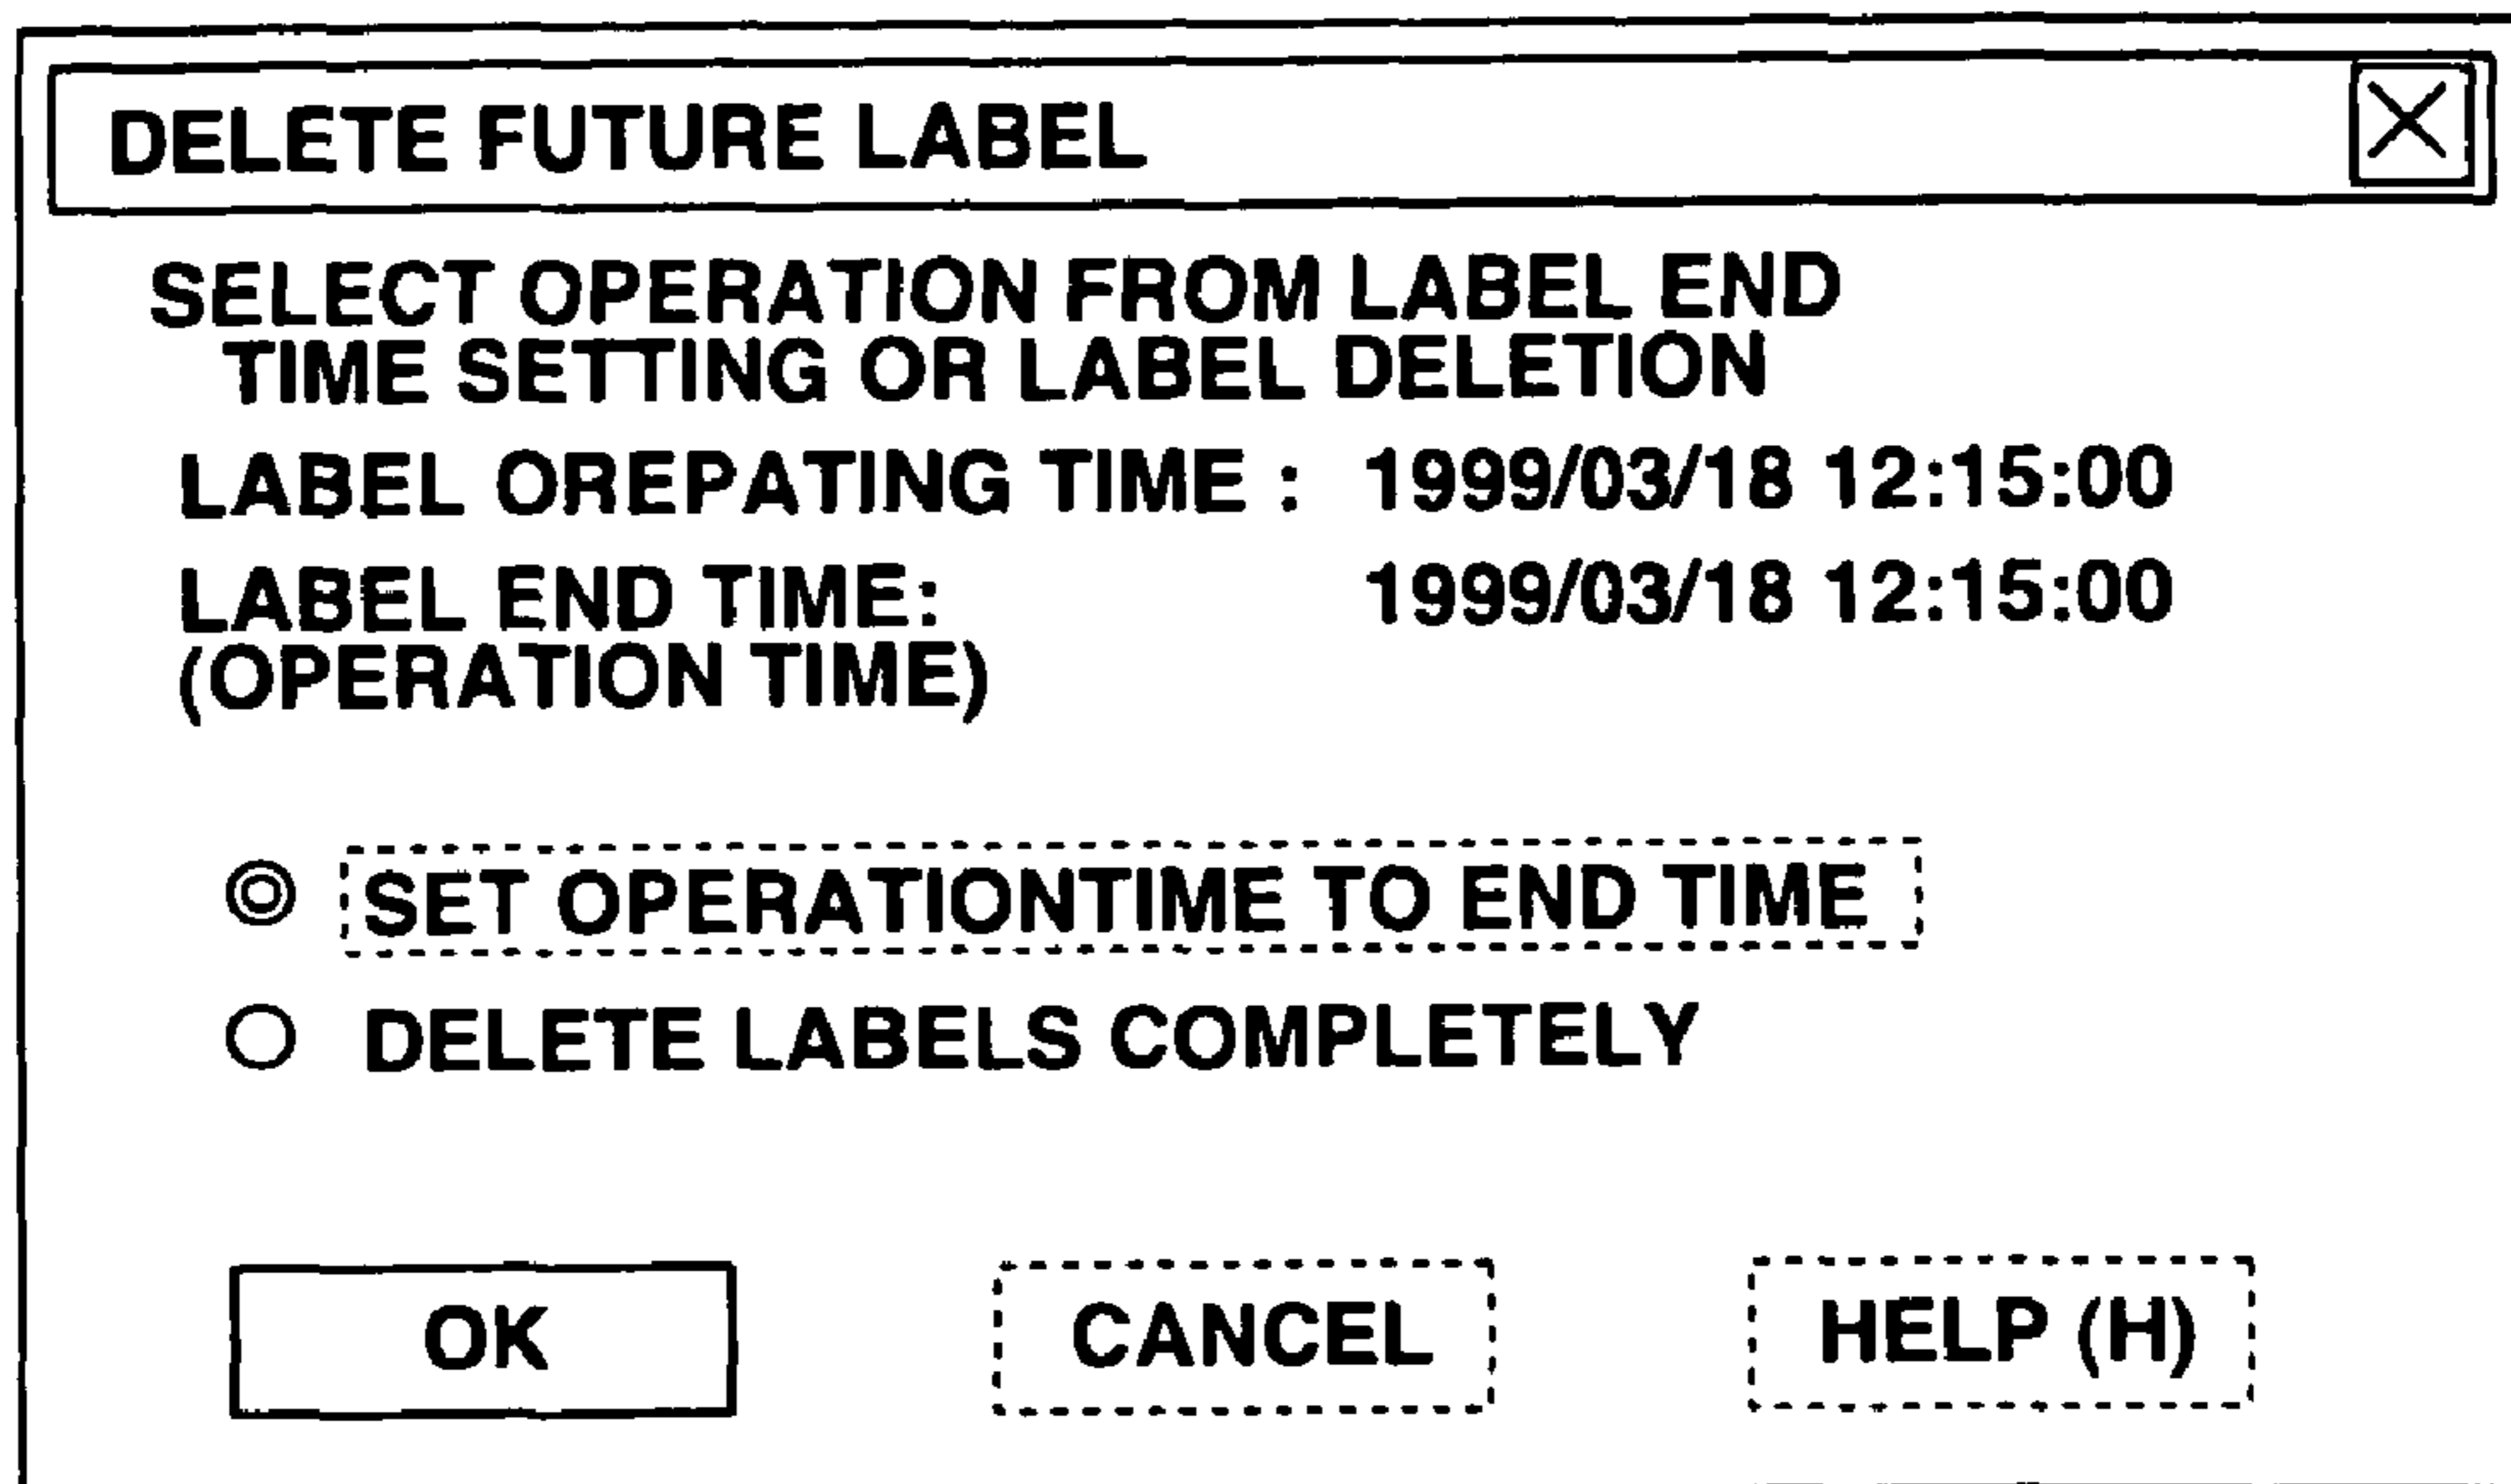 DELETE FUTURE LABEL
SELECT OPERATION FROM LABEL END
TIME SETTING OR LABEL DELETION
LABEL OREPATING TIME : 1999/03/18 12:15:00
LABEL END TIME: 1999/03/18 12:15:00
(OPERATION TIME)
SET OPERATIONTIME TO END TIME
DELETE LABELS COMPLETELY
OK CANCEL HELP (H)